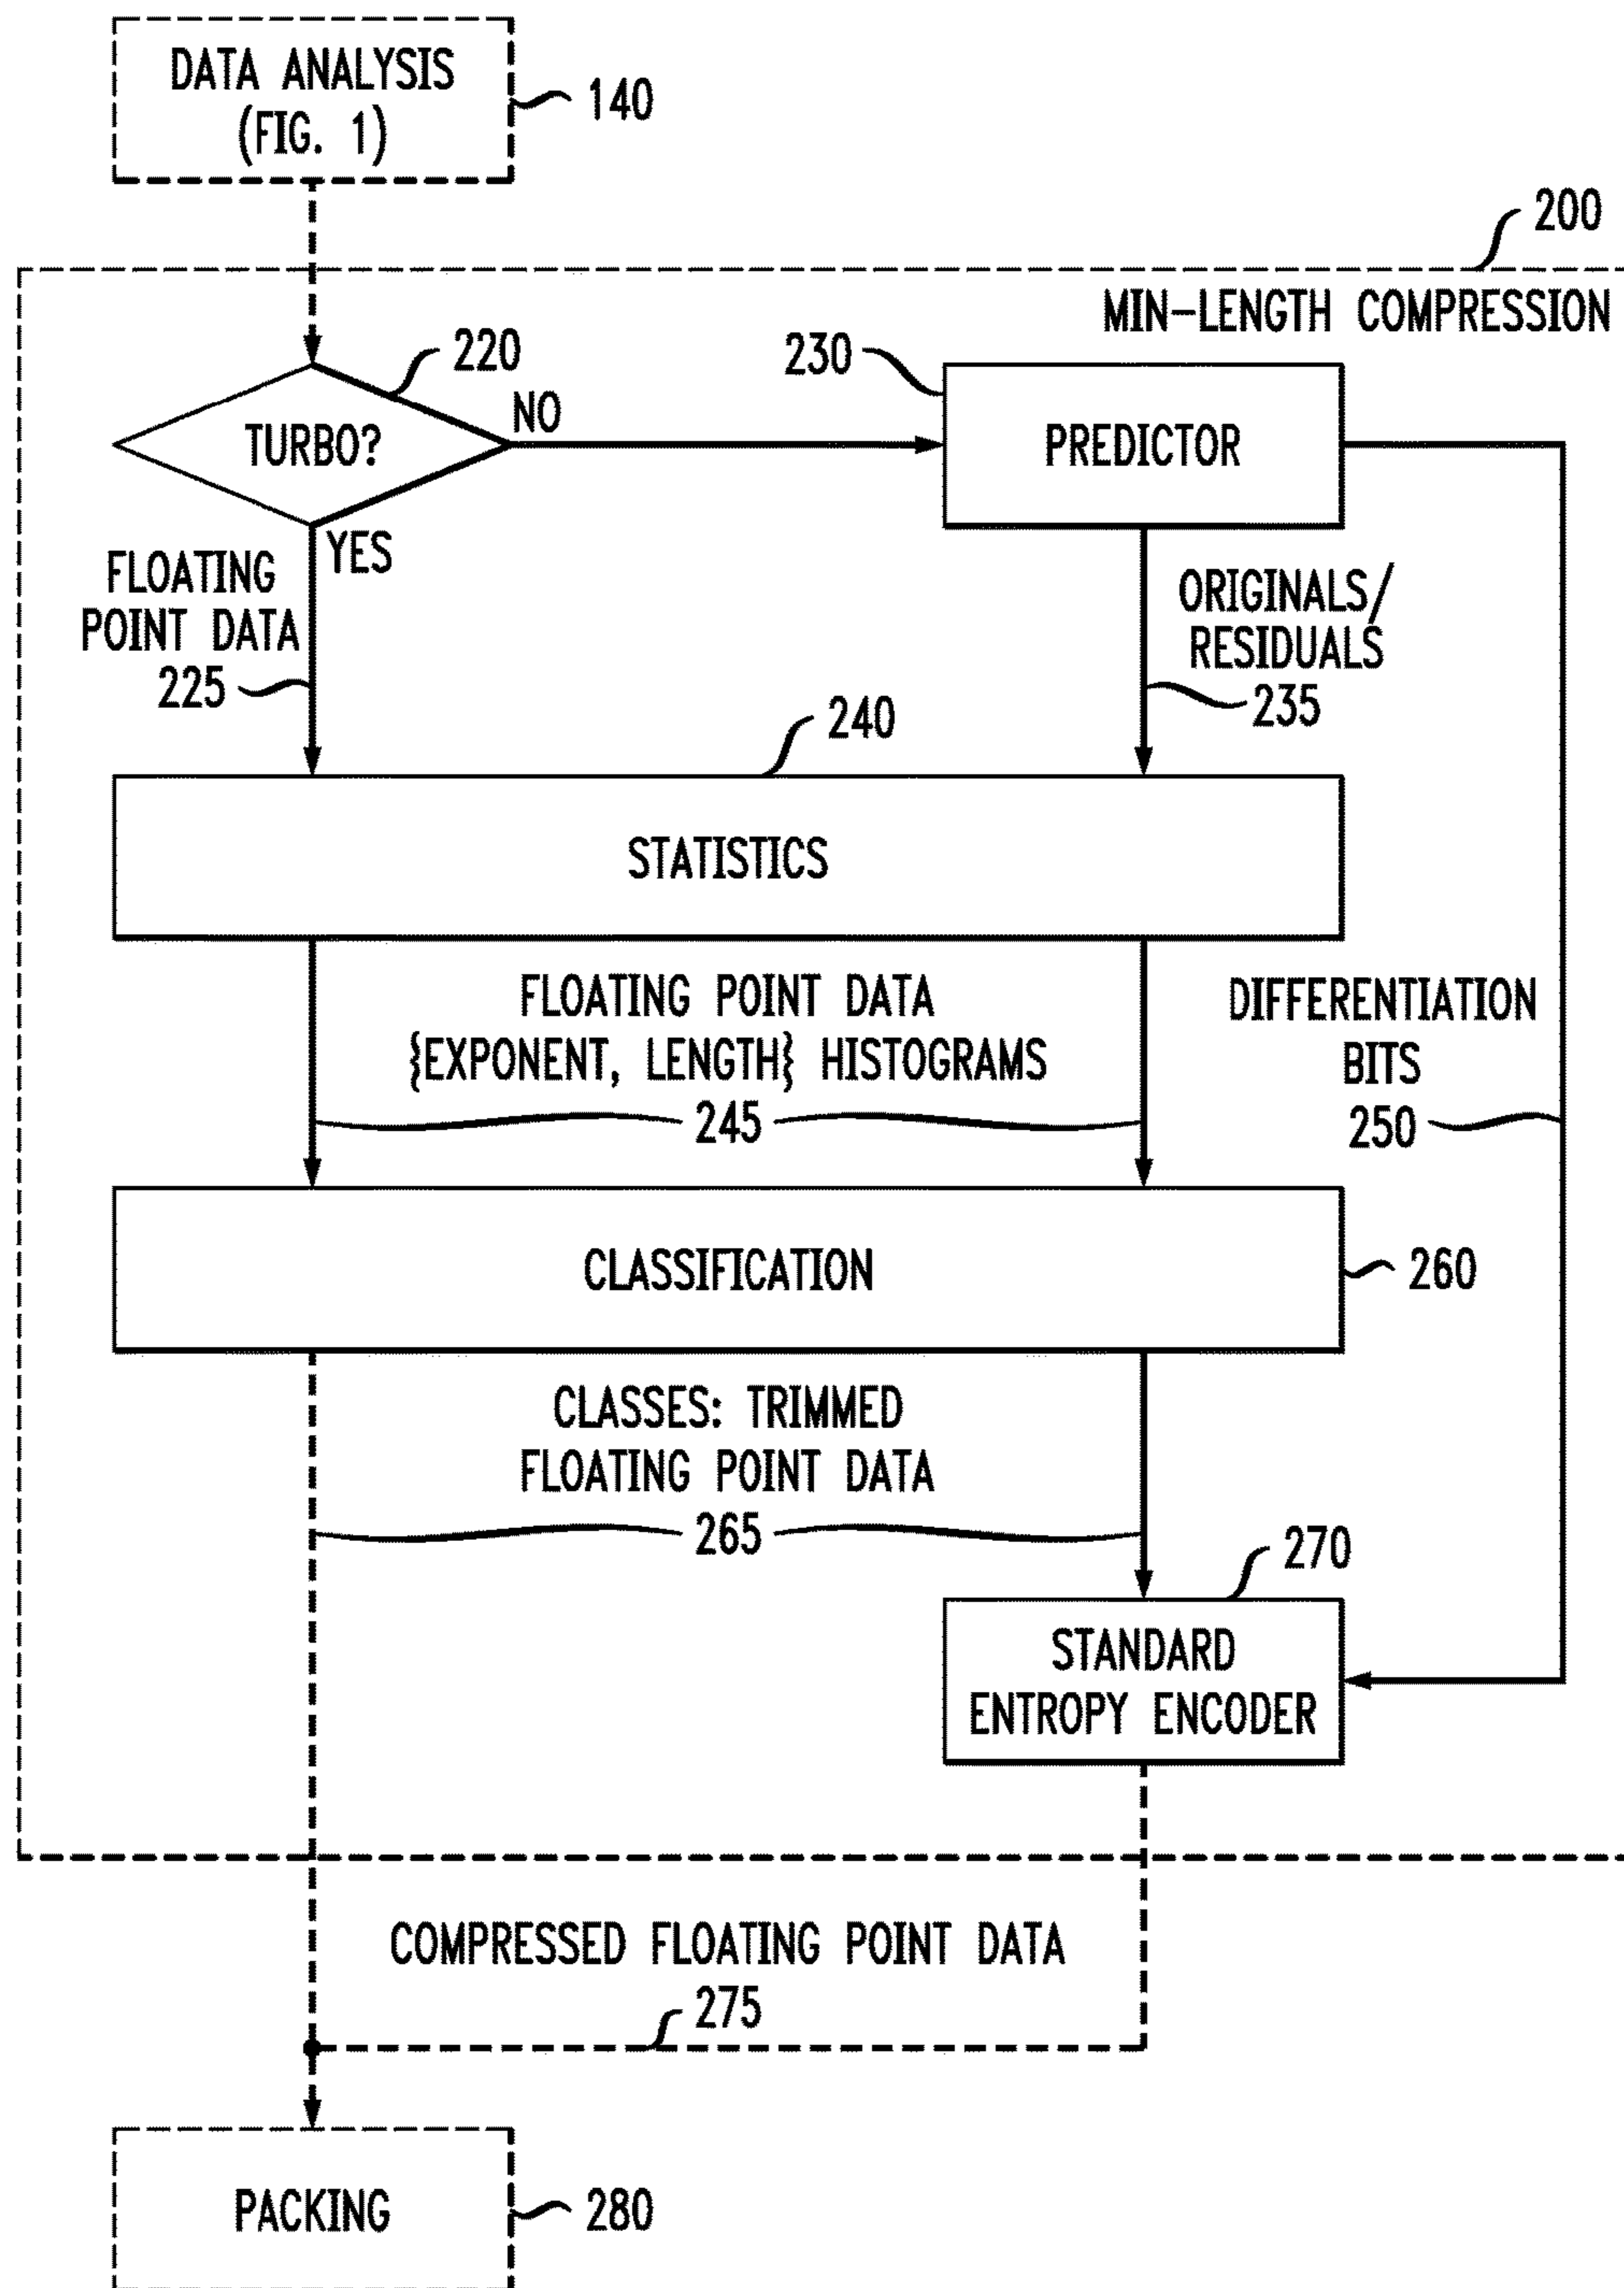 DATA ANALYSIS
(FIG. 1)
140
200
MIN-LENGTH COMPRESSION
220
230
NO
TURBO?
PREDICTOR
YES
FLOATING
POINT DATA
225
ORIGINALS/
RESIDUALS
235
240
STATISTICS
FLOATING POINT DATA
{EXPONENT, LENGTH} HISTOGRAMS
245
DIFFERENTIATION
BITS
250
CLASSIFICATION
260
CLASSES: TRIMMED
FLOATING POINT DATA
265
270
STANDARD
ENTROPY ENCODER
COMPRESSED FLOATING POINT DATA
275
PACKING
280